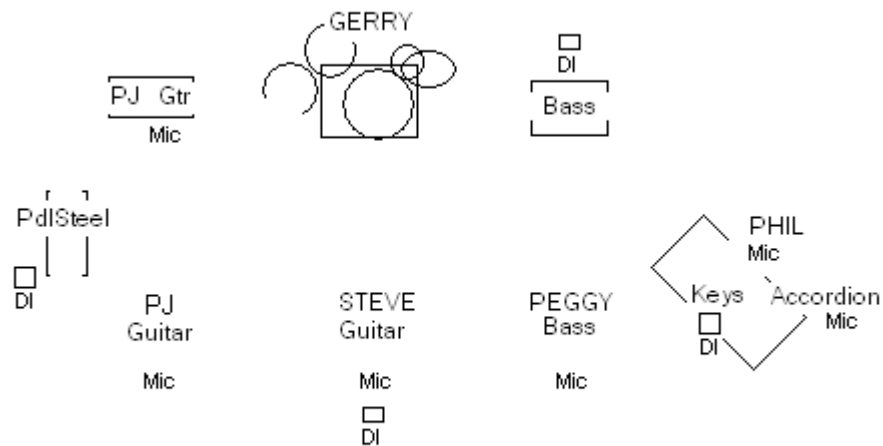 GERRY
DI
PJ Gtr
Bass
Mic
PdlSteel
PHIL
Mic
DI
Keys
Accordion
Mic
DI
PJ
Guitar
STEVE
Guitar
PEGGY
Bass
Mic
Mic
Mic
DI